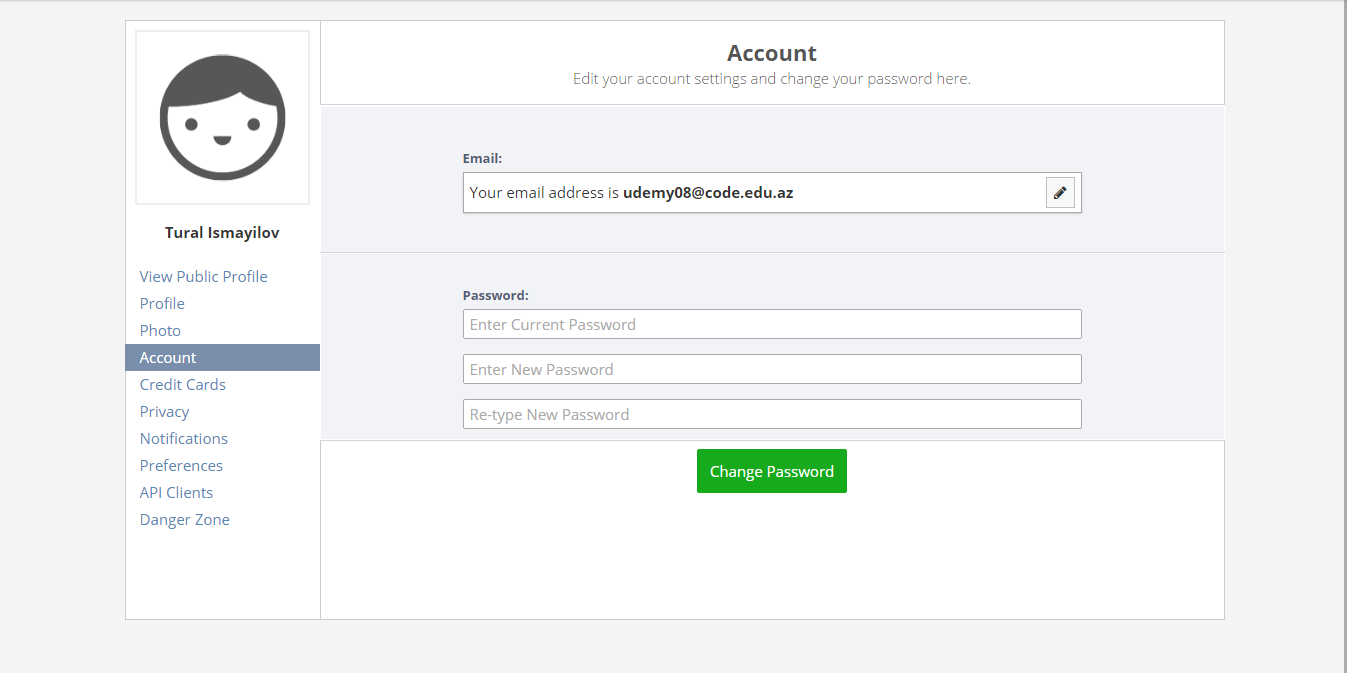 Account
Edit your account settings and change your password here.
Tural Ismayilov
View Public Profile
Profile
Photo
Account
Credit Cards
Privacy
Notifications
Preferences
API Clients
Danger Zone
Email:
Your email address is udemy08@code.edu.az
Password:
Enter Current Password
Enter New Password
Re-type New Password
Change Password